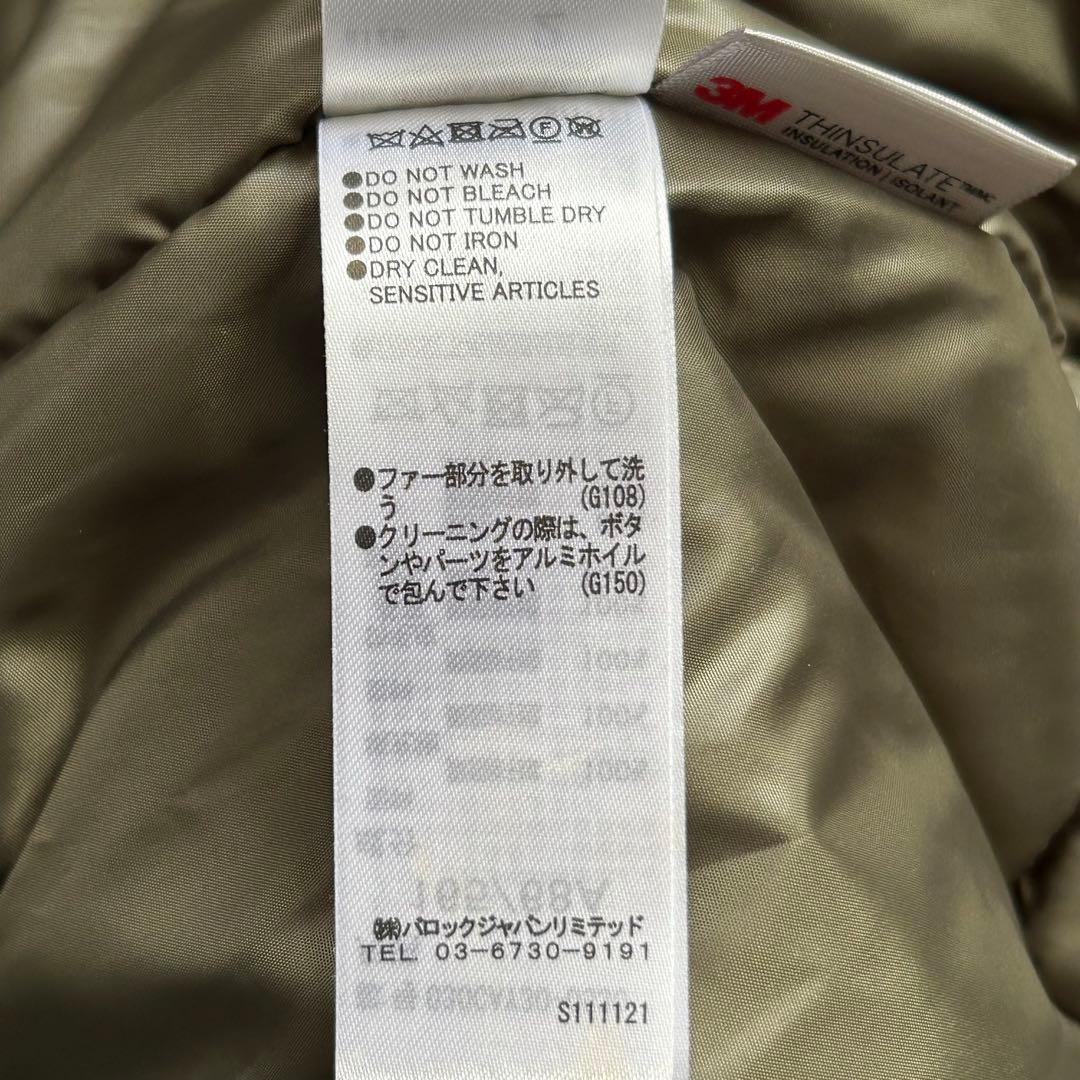 3M THINSULATE™
INSULATION | ISOLANT
●DO NOT WASH
●DO NOT BLEACH
●DO NOT TUMBLE DRY
●DO NOT IRON
●DRY CLEAN,
SENSITIVE ARTICLES
●ファー部分を取り外して洗
う (G108)
●クリーニングの際は、ボタ
ンやパーツをアルミホイル
で包んで下さい (G150)
㈱バロックジャパンリミテッド
TEL. 03-6730-9191
S111121